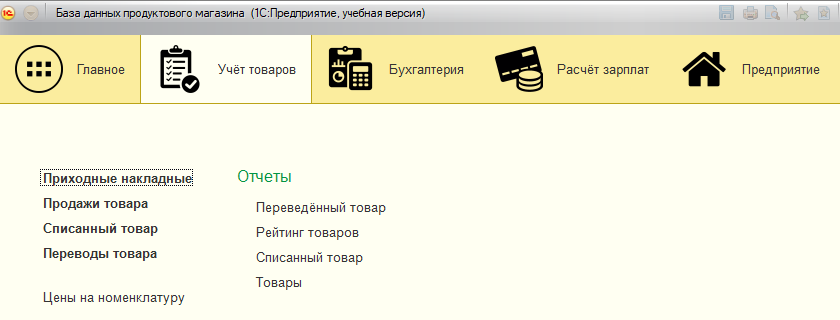 База данных продуктового магазина (1С:Предприятие, учебная версия)
Главное
Учёт товаров
Бухгалтерия
Расчёт зарплат
Предприятие
Приходные накладные
Продажи товара
Списанный товар
Переводы товара
Цены на номенклатуру
Отчеты
Переведённый товар
Рейтинг товаров
Списанный товар
Товары